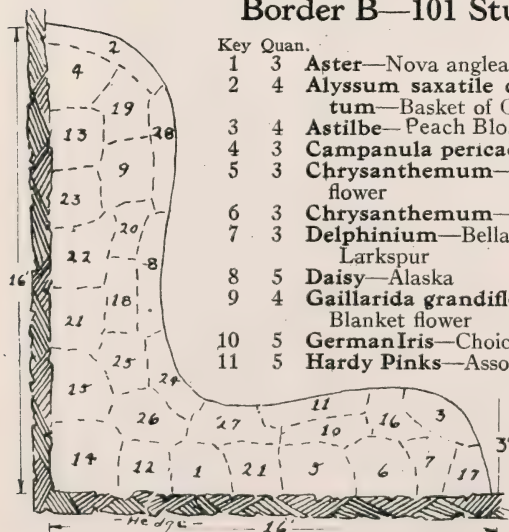 Border B—101 Stu
Key Quan.
1 3 Aster—Nova anglea
2 4 Alyssum saxatile
tum—Basket of
3 4 Astilbe—Peach Blo
4 3 Campanula perica
5 3 Chrysanthemum—
flower
6 3 Chrysanthemum—
7 3 Delphinium—Bella
Larkspur
8 5 Daisy—Alaska
9 4 Gaillarida grandifl
Blanket flower
10 5 German Iris—Choic
11 5 Hardy Pinks—Asso
2
4
19
13
28
9
23
20
22
8
18
21
25
24
15
26
27
11
10
16
3
14
12
1
21
5
6
7
17
16'
3'
-Hedge-
16'